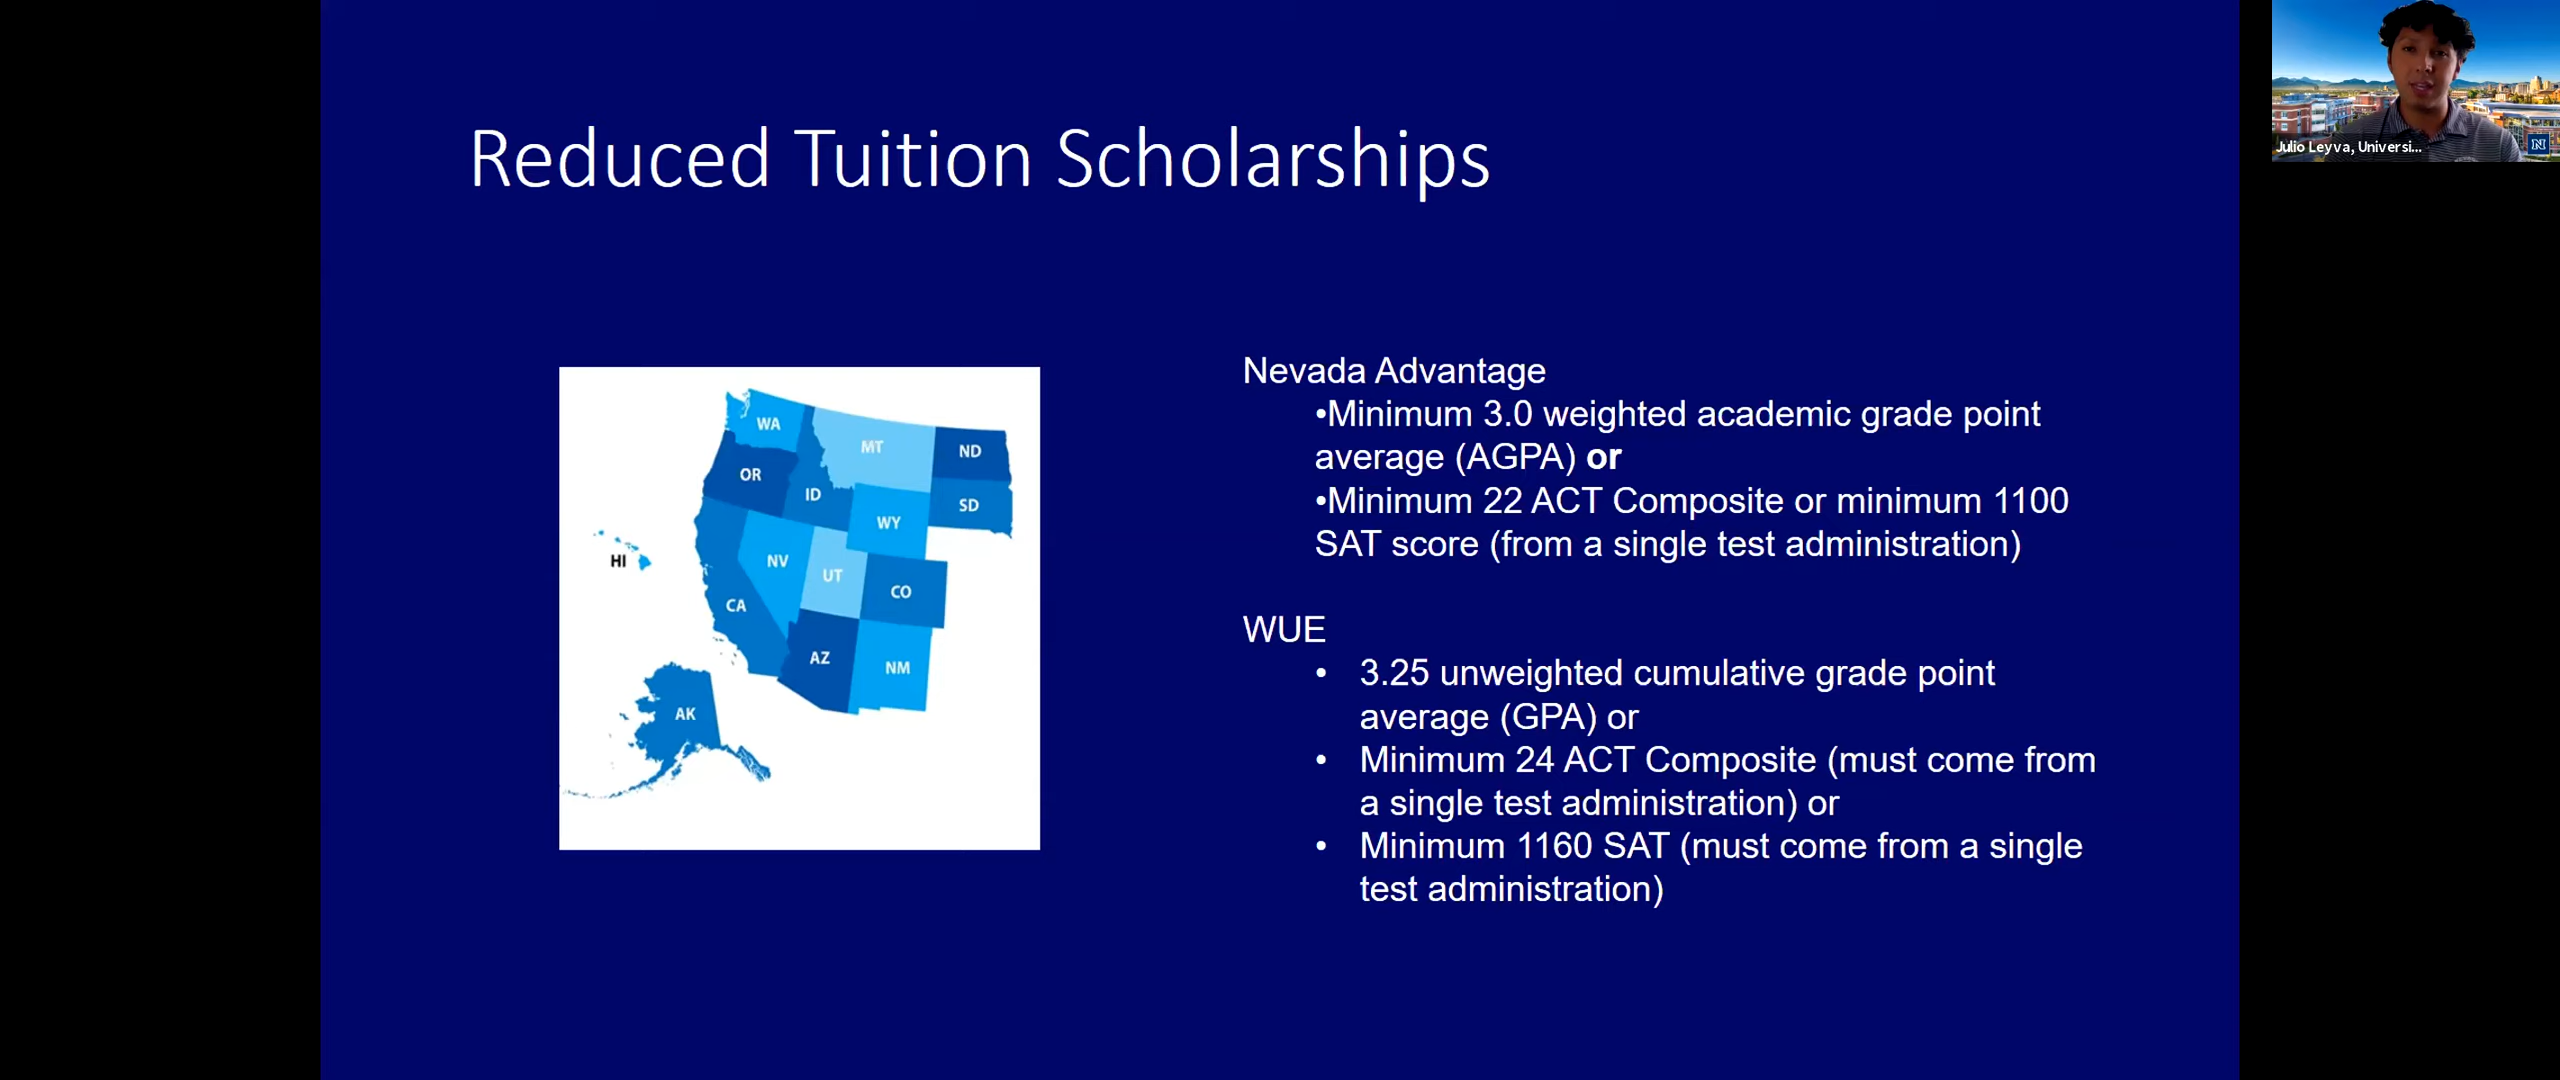 Reduced Tuition Scholarships
Julio Leyva, Universi...
N
WA
MT
ND
OR
ID
SD
WY
HI
NV
UT
CO
CA
AZ
NM
AK
Nevada Advantage
•Minimum 3.0 weighted academic grade point
average (AGPA) or
•Minimum 22 ACT Composite or minimum 1100
SAT score (from a single test administration)
WUE
• 3.25 unweighted cumulative grade point
average (GPA) or
• Minimum 24 ACT Composite (must come from
a single test administration) or
• Minimum 1160 SAT (must come from a single
test administration)